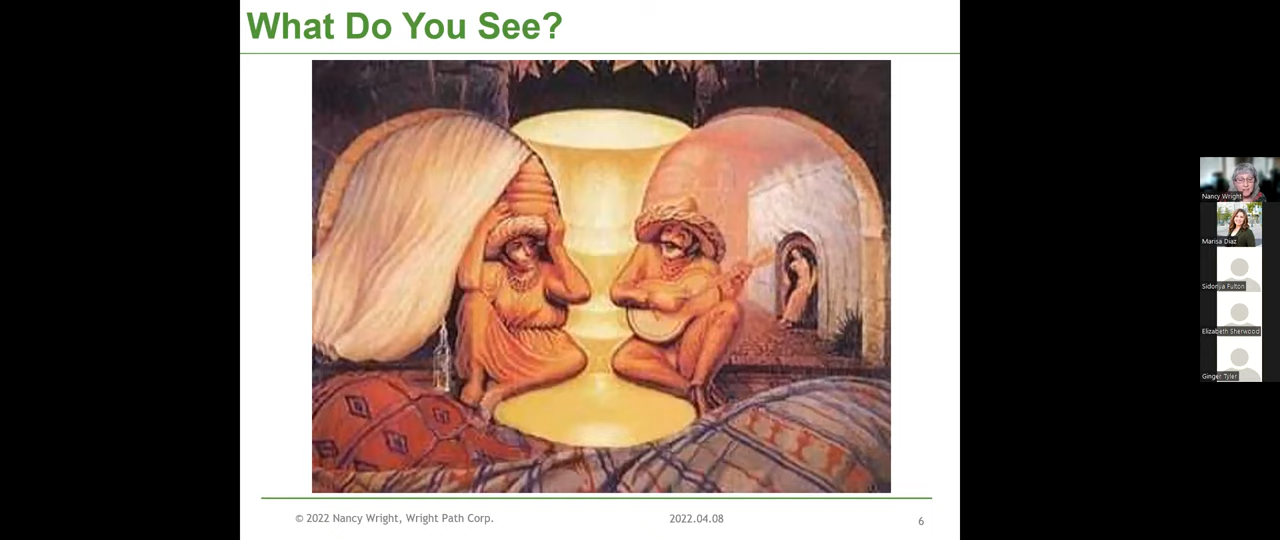 What Do You See?
Nancy Wright
Marisa Diaz
Sidonja Fulton
Elizabeth Sherwood
Ginger Tyler
© 2022 Nancy Wright, Wright Path Corp.
2022.04.08
6